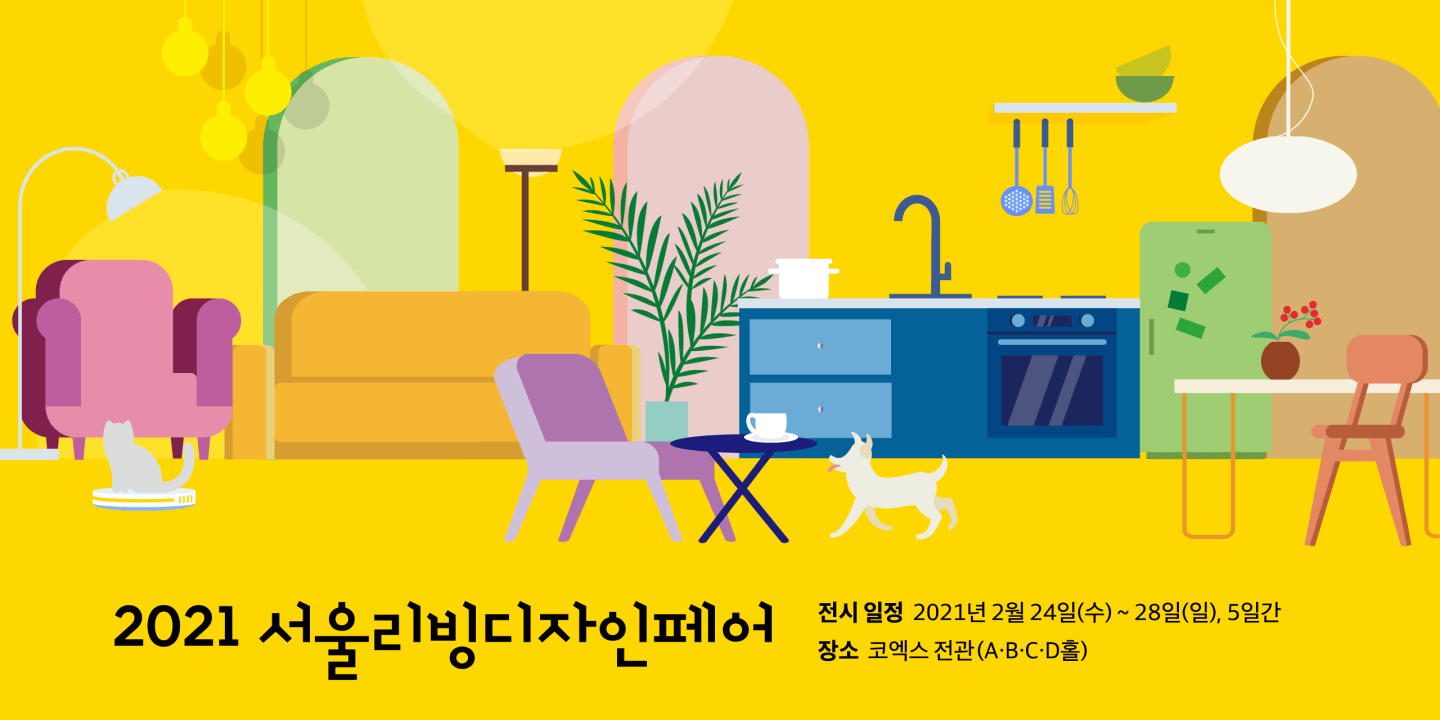 2021 서울리빙디자인페어
전시 일정 2021년 2월 24일(수) ~ 28일(일), 5일간
장소 코엑스 전관 (A·B·C·D홀)